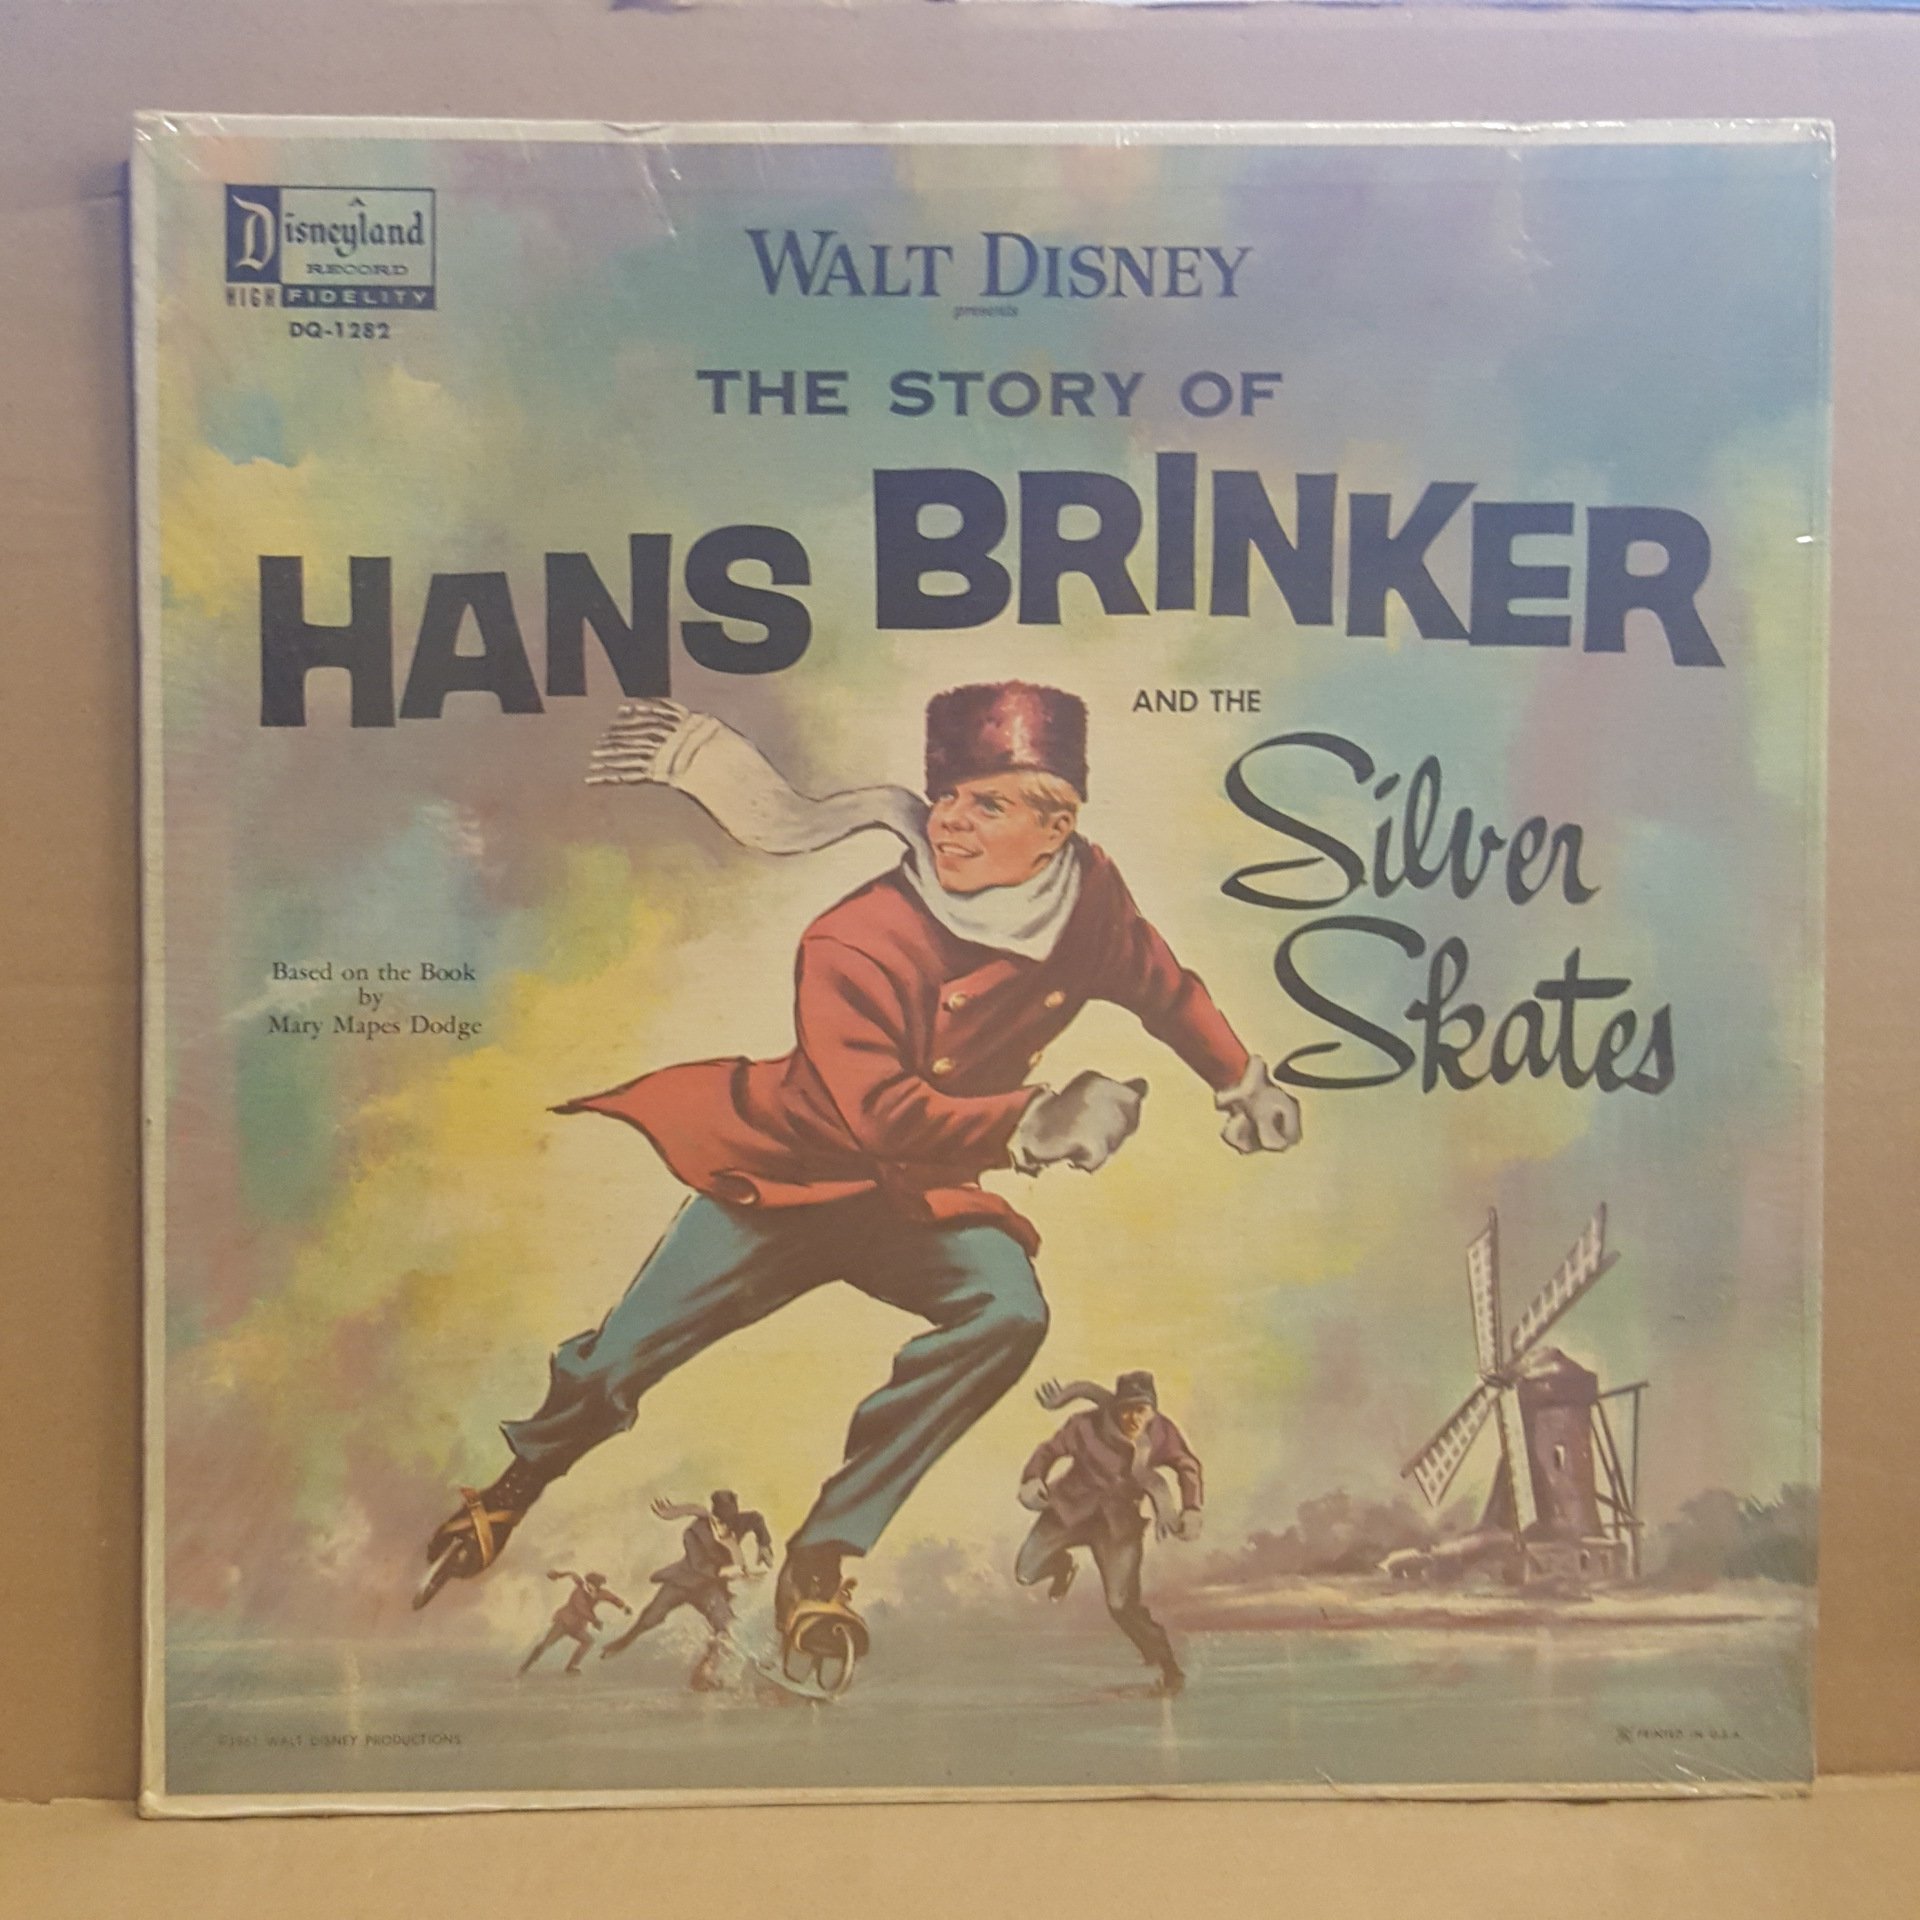 A
Disneyland
RECORD
HIGH FIDELITY
DQ-1282
WALT DISNEY
presents
THE STORY OF
HANS BRINKER
AND THE
Silver
Skates
Based on the Book
by
Mary Mapes Dodge
WALT DISNEY PRODUCTIONS
PRINTED IN U.S.A.